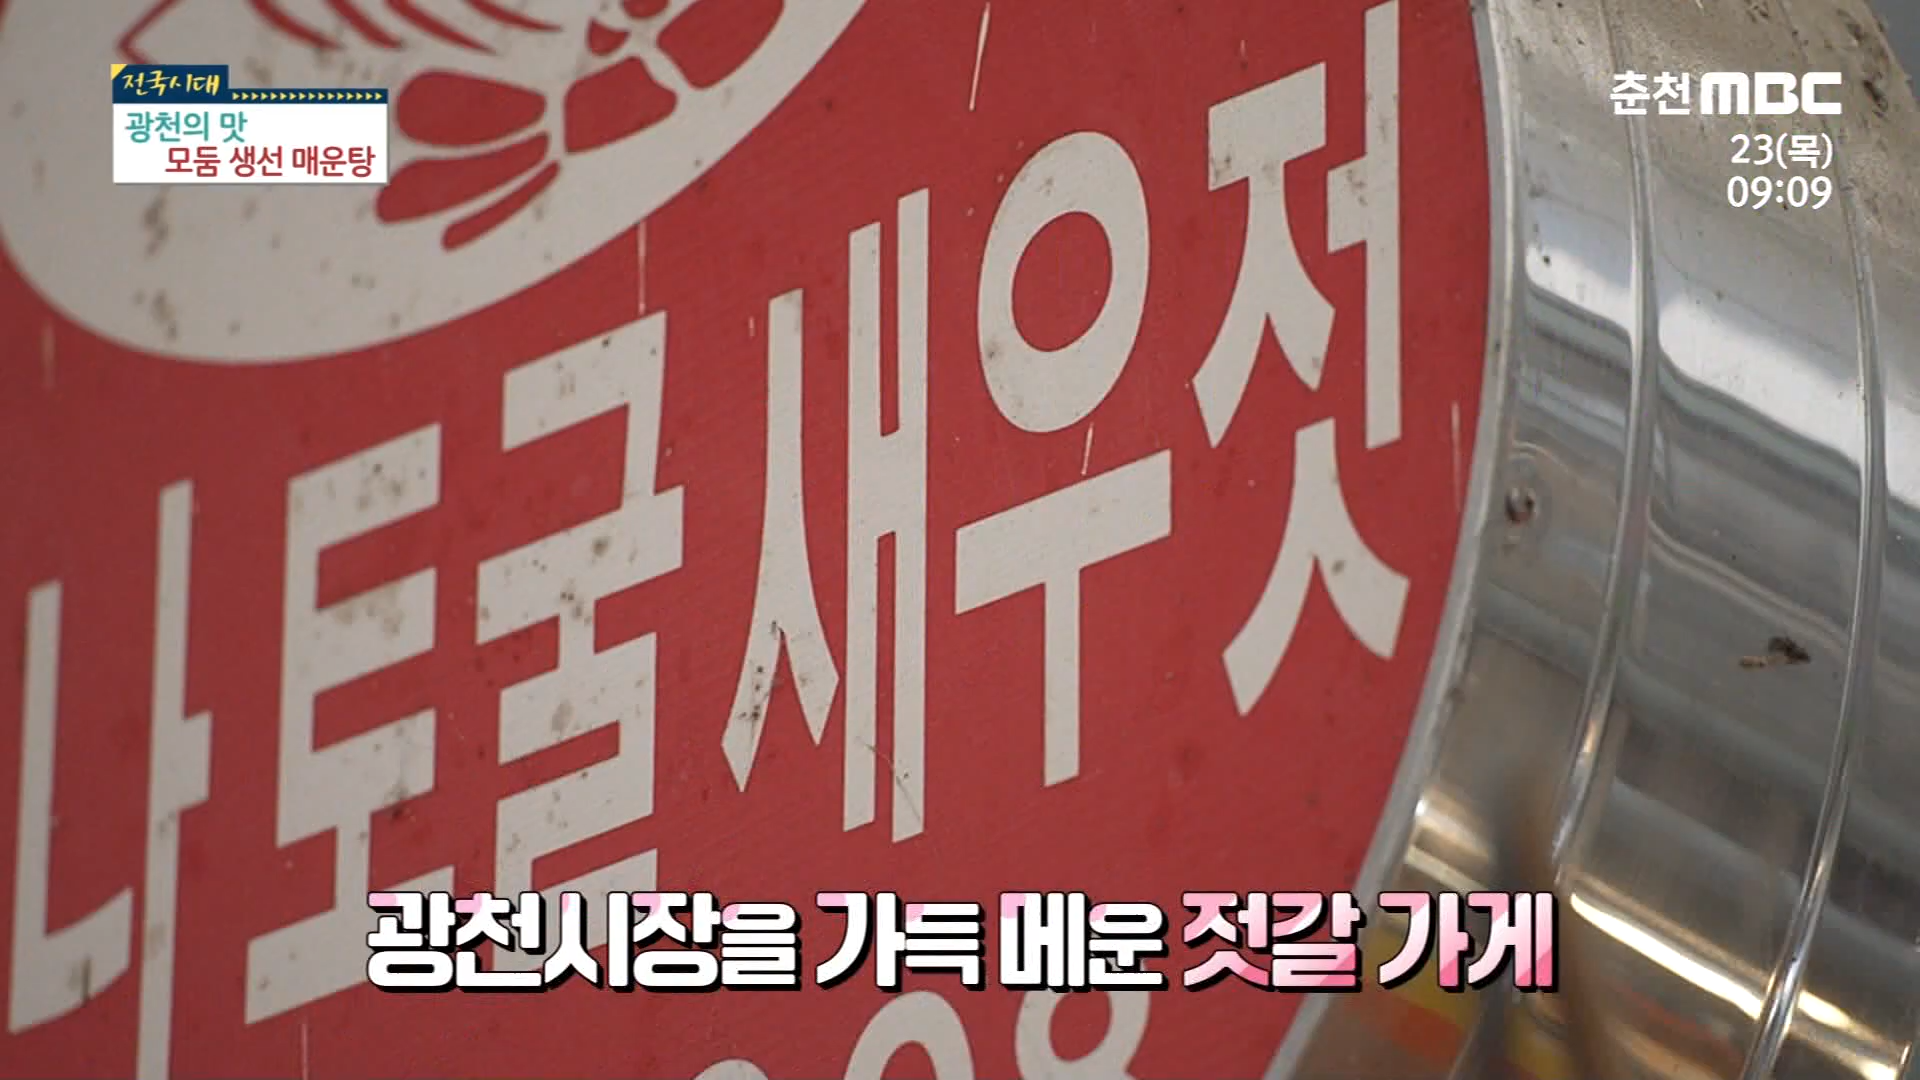 전국시대
광천의 맛
모둠 생선 매운탕
춘천MBC
23(목)
09:09
나토굴새우젓
광천시장을 가득 메운 젓갈 가게